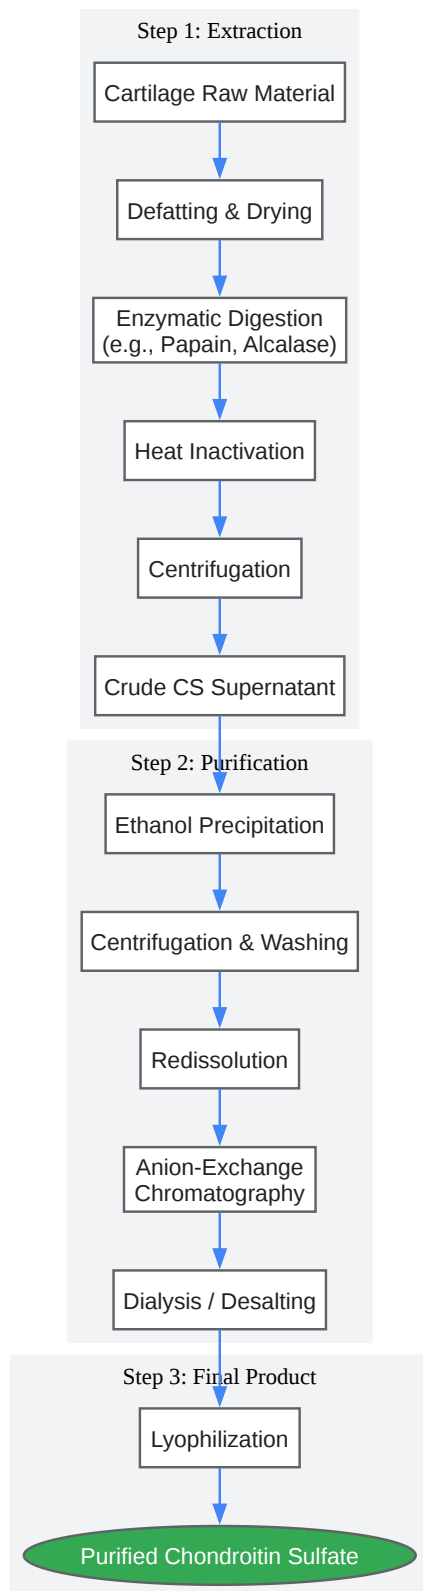 Step 1: Extraction
Cartilage Raw Material
Defatting & Drying
Enzymatic Digestion
(e.g., Papain, Alcalase)
Heat Inactivation
Centrifugation
Crude CS Supernatant
Step 2: Purification
Ethanol Precipitation
Centrifugation & Washing
Redissolution
Anion-Exchange
Chromatography
Dialysis / Desalting
Step 3: Final Product
Lyophilization
Purified Chondroitin Sulfate